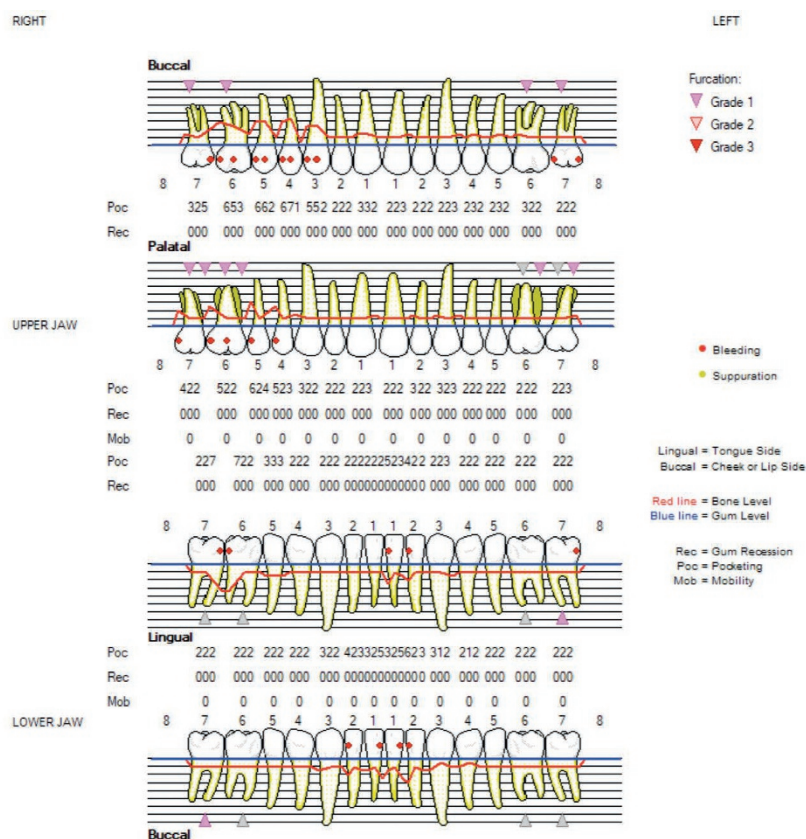 RIGHT LEFT
Buccal
Furcation:
Grade 1
Grade 2
Grade 3
8 7 6 5 4 3 2 1 1 2 3 4 5 6 7 8
Poc 325 653 662 671 552 222 332 223 222 223 232 232 322 222
Rec 000 000 000 000 000 000 000 000 000 000 000 000 000 000
Palatal
UPPER JAW
Bleeding
Suppuration
8 7 6 5 4 3 2 1 1 2 3 4 5 6 7 8
Poc 422 522 624 523 322 222 223 222 322 323 222 222 222 223
Rec 000 000 000 000 000 000 000 000 000 000 000 000 000 000
Mob 0 0 0 0 0 0 0 0 0 0 0 0 0 0
Poc 227 722 333 222 222 222222523422 223 222 222 222 222
Rec 000 000 000 000 000 000000000000 000 000 000 000 000
Lingual = Tongue Side
Buccal = Cheek or Lip Side
Red line = Bone Level
Blue line = Gum Level
Rec = Gum Recession
Poc = Pocketing
Mob = Mobility
8 7 6 5 4 3 2 1 1 2 3 4 5 6 7 8
Lingual
Poc 222 222 222 222 322 423325325623 312 212 222 222 222
Rec 000 000 000 000 000 000000000000 000 000 000 000 000
Mob 0 0 0 0 0 0 0 0 0 0 0 0 0 0
LOWER JAW
8 7 6 5 4 3 2 1 1 2 3 4 5 6 7 8
Buccal